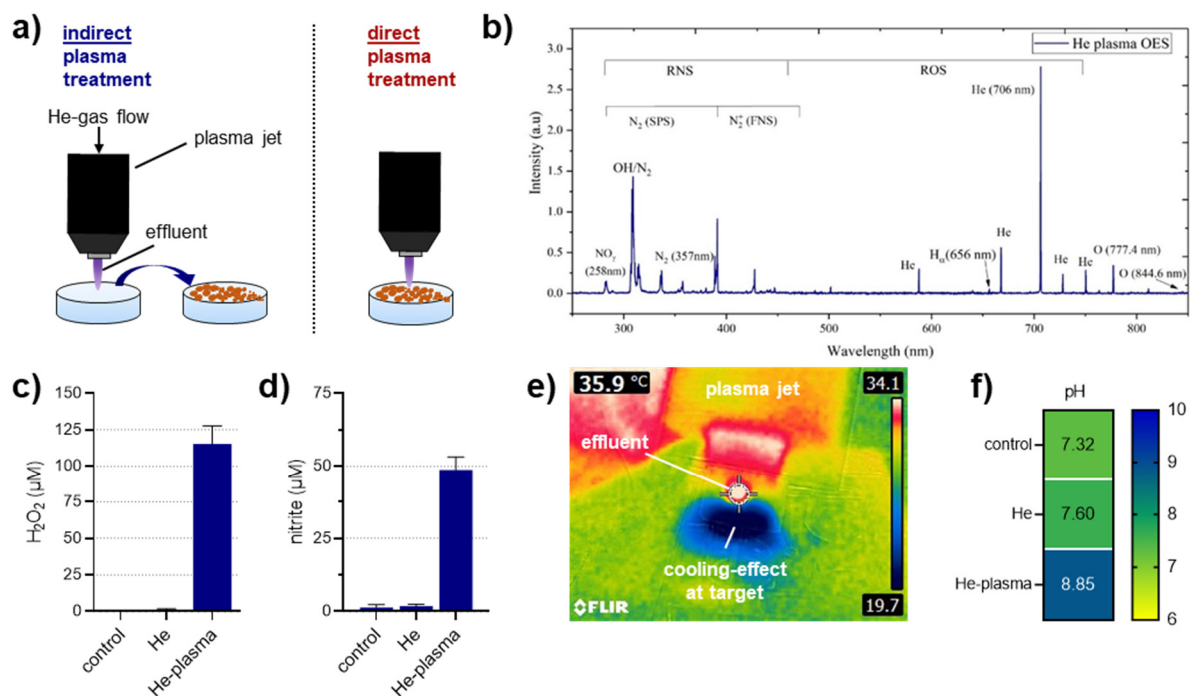 a)
indirect
plasma
treatment
direct
plasma
treatment
He-gas flow
plasma jet
effluent
b)
He plasma OES
RNS
ROS
N₂ (SPS)
N₂⁺ (FNS)
He (706 nm)
OH/N₂
NOᵧ
(258nm)
N₂ (357nm)
He
Hα (656 nm)
He
He
He
O (777.4 nm)
O (844.6 nm)
Intensity (a.u)
3.0
2.5
2.0
1.5
1.0
0.5
0.0
300 400 500 600 700 800
Wavelength (nm)
c)
H₂O₂ (µM)
150
125
100
75
50
25
0
control
He
He-plasma
d)
nitrite (µM)
75
50
25
0
control
He
He-plasma
e)
35.9 °C
34.1
plasma jet
effluent
cooling-effect
at target
FLIR
19.7
f)
pH
control 7.32
He 7.60
He-plasma 8.85
10
9
8
7
6